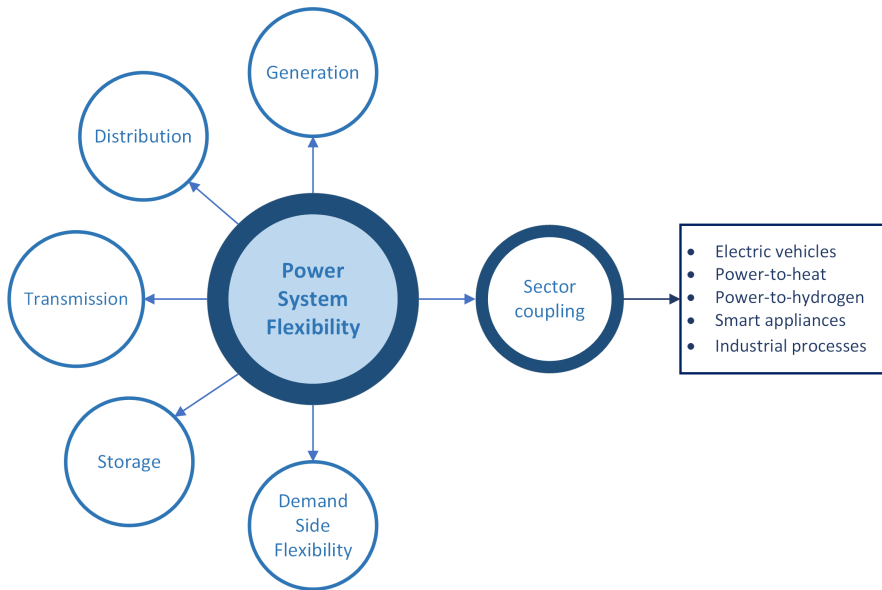 Generation
Distribution
Transmission
Storage
Demand
Side
Flexibility
Power
System
Flexibility
Sector
coupling
● Electric vehicles
● Power-to-heat
● Power-to-hydrogen
● Smart appliances
● Industrial processes